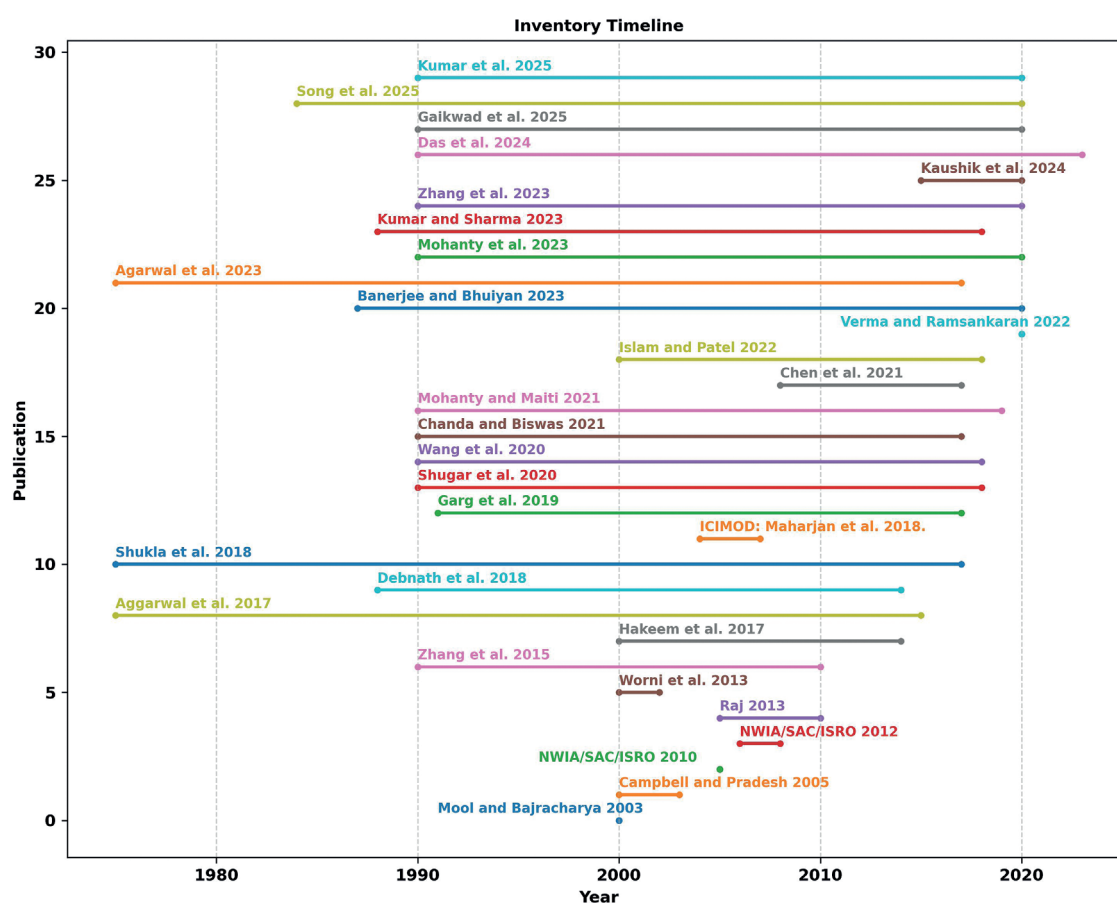 Inventory Timeline
30
Kumar et al. 2025
Song et al. 2025
Gaikwad et al. 2025
Das et al. 2024
Kaushik et al. 2024
25
Zhang et al. 2023
Kumar and Sharma 2023
Mohanty et al. 2023
Agarwal et al. 2023
Banerjee and Bhuiyan 2023
20
Verma and Ramsankaran 2022
Islam and Patel 2022
Chen et al. 2021
Mohanty and Maiti 2021
Chanda and Biswas 2021
15
Wang et al. 2020
Shugar et al. 2020
Garg et al. 2019
ICIMOD: Maharjan et al. 2018.
Shukla et al. 2018
10
Debnath et al. 2018
Aggarwal et al. 2017
Hakeem et al. 2017
Zhang et al. 2015
Worni et al. 2013
5
Raj 2013
NWIA/SAC/ISRO 2012
NWIA/SAC/ISRO 2010
Campbell and Pradesh 2005
Mool and Bajracharya 2003
0
Publication
1980 1990 2000 2010 2020
Year